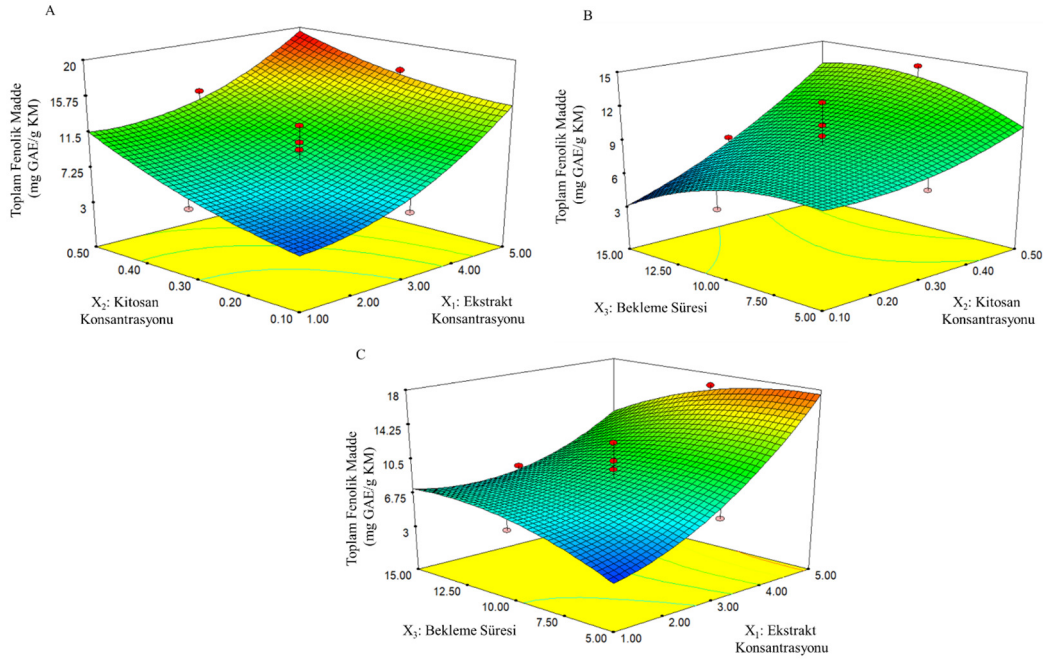 A
Toplam Fenolik Madde
(mg GAE/g KM)
20
15.75
11.5
7.25
3
0.50
0.40
0.30
0.20
0.10
1.00
2.00
3.00
4.00
5.00
X₂: Kitosan
Konsantrasyonu
X₁: Ekstrakt
Konsantrasyonu
B
Toplam Fenolik Madde
(mg GAE/g KM)
15
12
9
6
3
15.00
12.50
10.00
7.50
5.00
0.10
0.20
0.30
0.40
0.50
X₃: Bekleme Süresi
X₂: Kitosan
Konsantrasyonu
C
Toplam Fenolik Madde
(mg GAE/g KM)
18
14.25
10.5
6.75
3
15.00
12.50
10.00
7.50
5.00
1.00
2.00
3.00
4.00
5.00
X₃: Bekleme Süresi
X₁: Ekstrakt
Konsantrasyonu